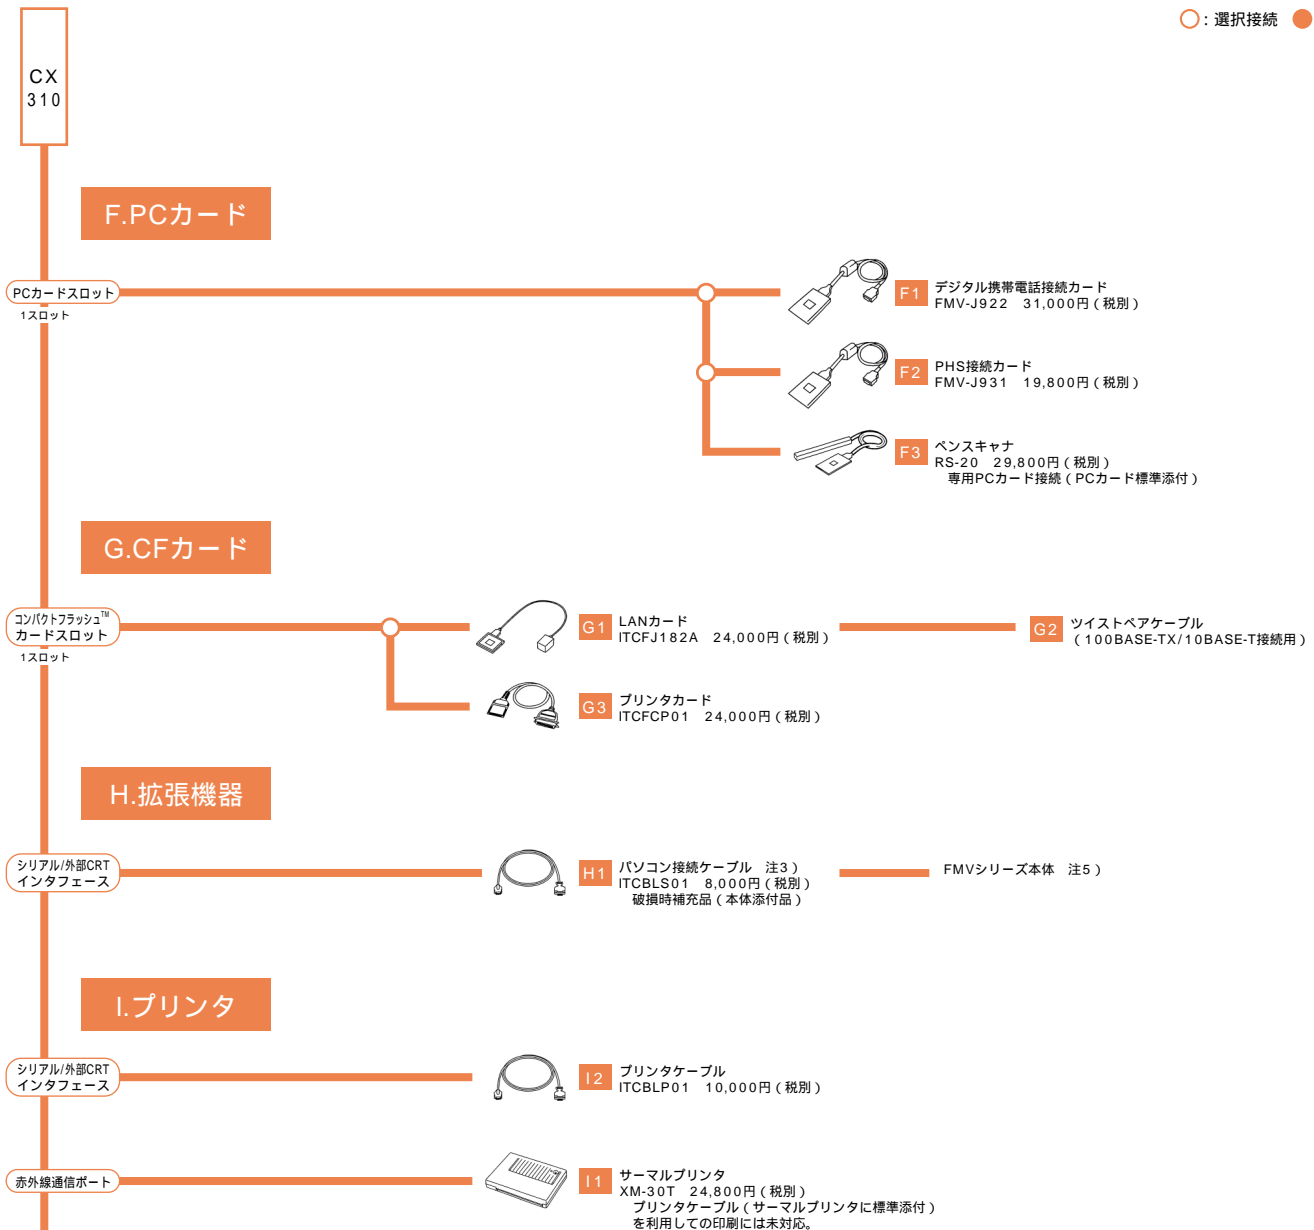 ○：選択接続
CX
310
F.PCカード
PCカードスロット
1スロット
F1 デジタル携帯電話接続カード
FMV-J922 31,000円（税別）
F2 PHS接続カード
FMV-J931 19,800円（税別）
F3 ペンスキャナ
RS-20 29,800円（税別）
専用PCカード接続（PCカード標準添付）
G.CFカード
コンパクトフラッシュ™
カードスロット
1スロット
G1 LANカード
ITCFJ182A 24,000円（税別）
G2 ツイストペアケーブル
（100BASE-TX/10BASE-T接続用）
G3 プリンタカード
ITCFCP01 24,000円（税別）
H.拡張機器
シリアル/外部CRT
インタフェース
H1 パソコン接続ケーブル 注3）
ITCBLS01 8,000円（税別）
破損時補充品（本体添付品）
FMVシリーズ本体 注5）
I.プリンタ
シリアル/外部CRT
インタフェース
I2 プリンタケーブル
ITCBLP01 10,000円（税別）
赤外線通信ポート
I1 サーマルプリンタ
XM-30T 24,800円（税別）
プリンタケーブル（サーマルプリンタに標準添付）
を利用しての印刷には未対応。